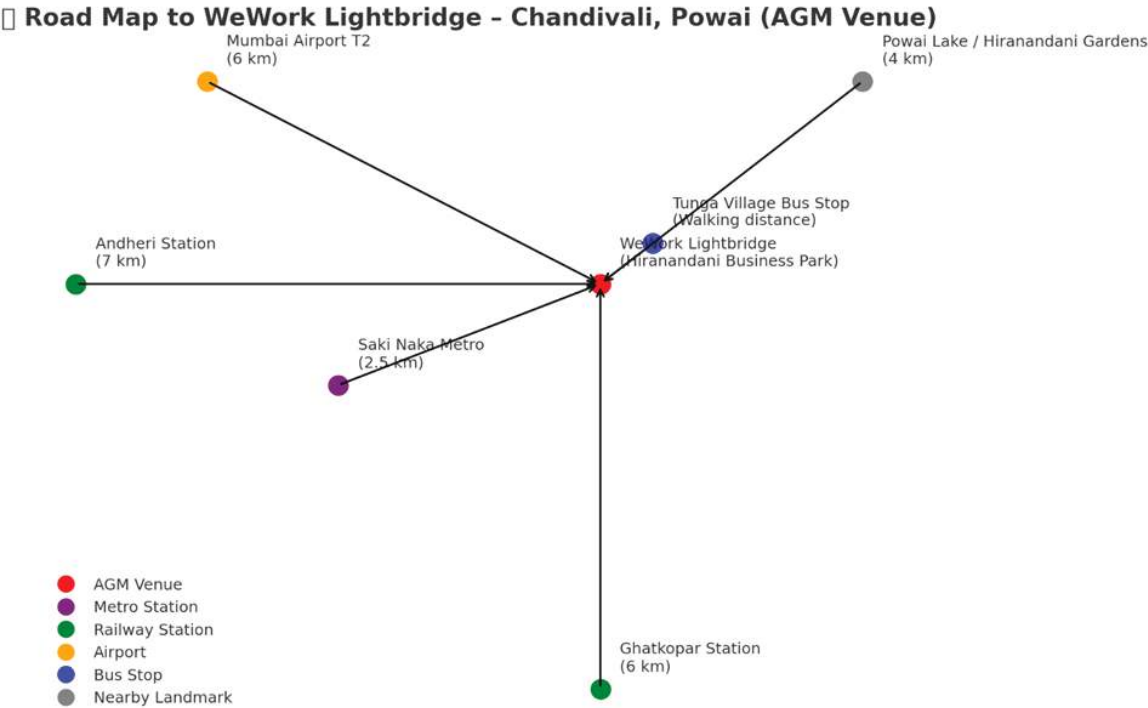 Road Map to WeWork Lightbridge – Chandivali, Powai (AGM Venue)
Mumbai Airport T2
(6 km)
Powai Lake / Hiranandani Gardens
(4 km)
Tunga Village Bus Stop
(Walking distance)
Andheri Station
(7 km)
WeWork Lightbridge
(Hiranandani Business Park)
Saki Naka Metro
(2.5 km)
AGM Venue
Metro Station
Railway Station
Airport
Bus Stop
Nearby Landmark
Ghatkopar Station
(6 km)